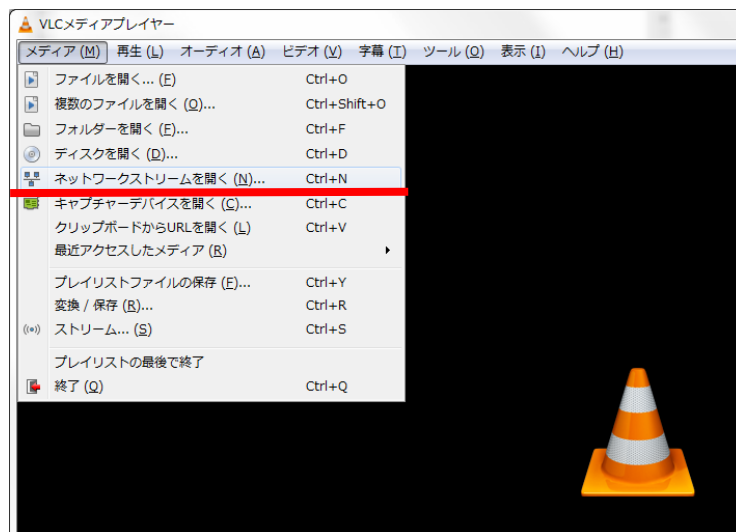 VLCメディアプレイヤー
メディア (M) 再生 (L) オーディオ (A) ビデオ (V) 字幕 (T) ツール (O) 表示 (I) ヘルプ (H)
ファイルを開く... (F) Ctrl+O
複数のファイルを開く (O)... Ctrl+Shift+O
フォルダーを開く (F)... Ctrl+F
ディスクを開く (D)... Ctrl+D
ネットワークストリームを開く (N)... Ctrl+N
キャプチャーデバイスを開く (C)... Ctrl+C
クリップボードからURLを開く (L) Ctrl+V
最近アクセスしたメディア (R)
プレイリストファイルの保存 (F)... Ctrl+Y
変換 / 保存 (R)... Ctrl+R
ストリーム... (S) Ctrl+S
プレイリストの最後で終了
終了 (Q) Ctrl+Q